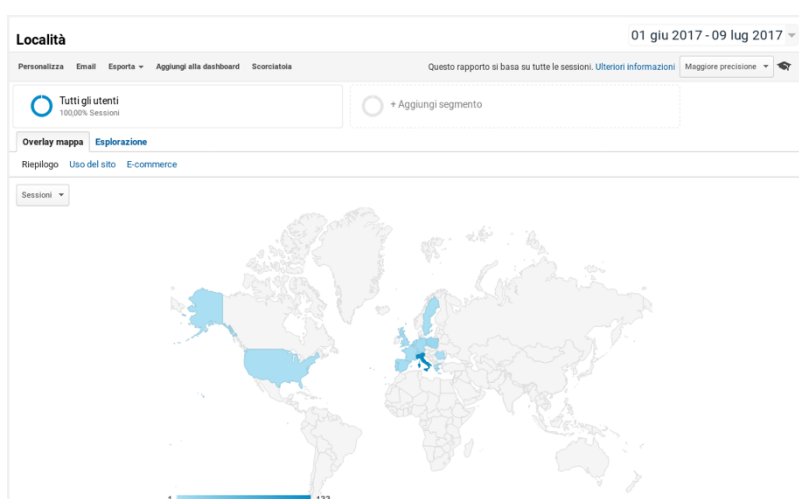 Località
01 giu 2017 - 09 lug 2017
Personalizza Email Esporta Aggiungi alla dashboard Scorciatoia
Questo rapporto si basa su tutte le sessioni. Ulteriori informazioni Maggiore precisione
Tutti gli utenti
100,00% Sessioni
+ Aggiungi segmento
Overlay mappa Esplorazione
Riepilogo Uso del sito E-commerce
Sessioni